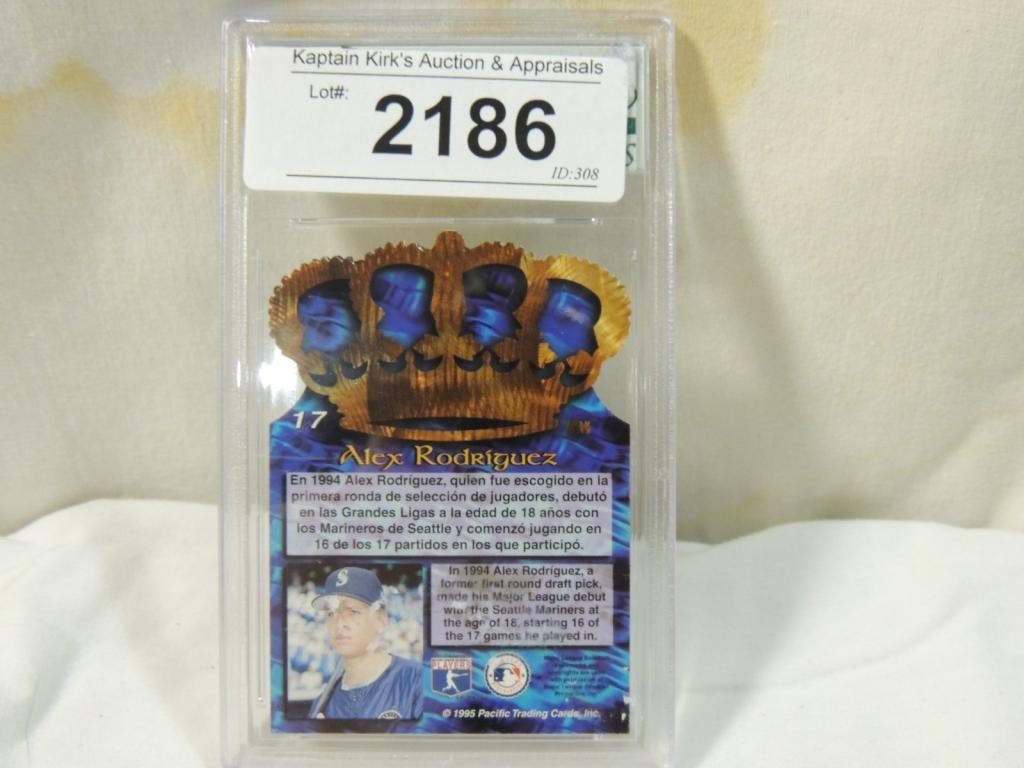 Kaptain Kirk's Auction & Appraisals
Lot#:
2186
ID:308
S
17
Alex Rodríguez
En 1994 Alex Rodríguez, quien fue escogido en la
primera ronda de selección de jugadores, debutó
en las Grandes Ligas a la edad de 18 años con
los Marineros de Seattle y comenzó jugando en
16 de los 17 partidos en los que participó.
In 1994 Alex Rodríguez, a
former first round draft pick,
made his Major League debut
with the Seattle Mariners at
the age of 18, starting 16 of
the 17 games he played in.
S
PLAYERS
© 1995 Pacific Trading Cards, Inc.